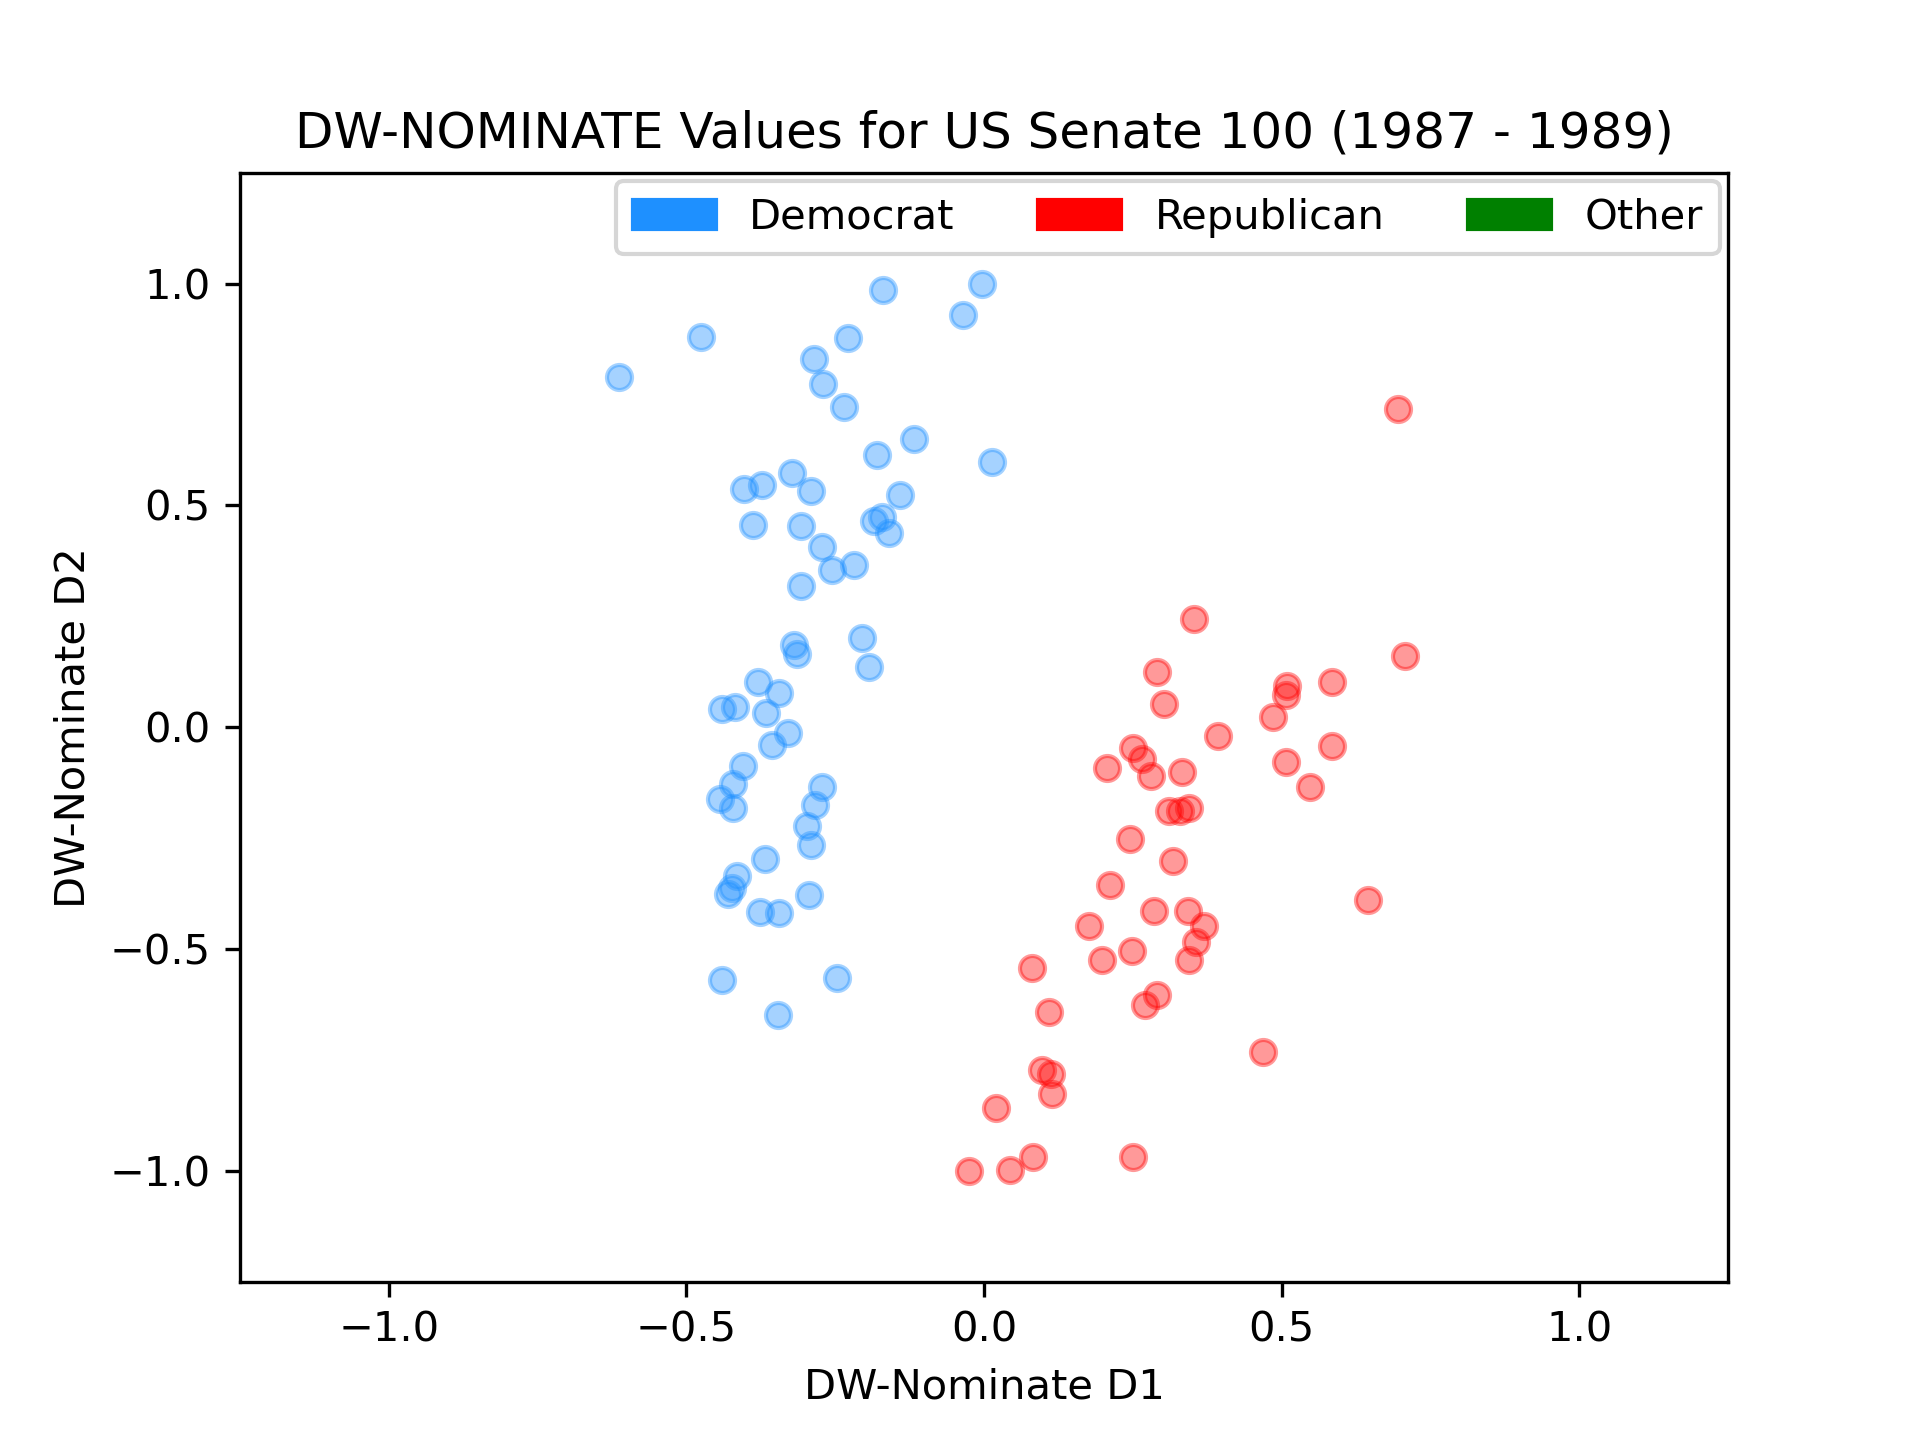 DW-NOMINATE Values for US Senate 100 (1987 - 1989)
Democrat Republican Other
1.0
0.5
0.0
−0.5
−1.0
DW-Nominate D2
−1.0 −0.5 0.0 0.5 1.0
DW-Nominate D1